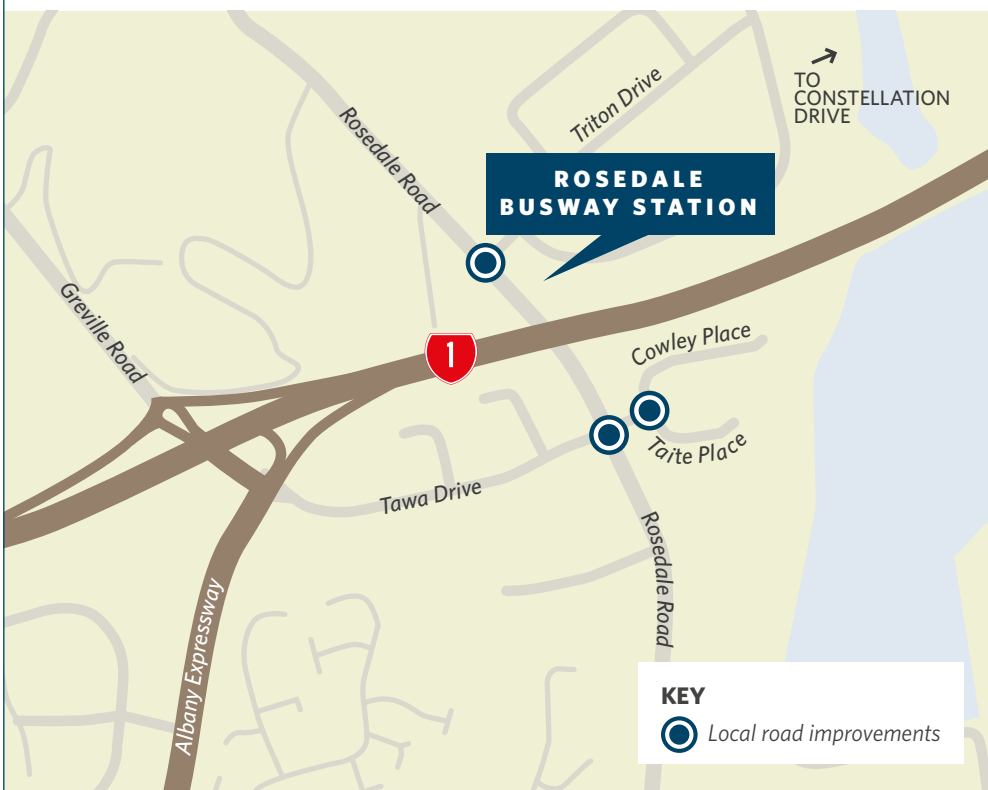 TO
CONSTELLATION
DRIVE
Triton Drive
Rosedale Road
ROSEDALE
BUSWAY STATION
Greville Road
1
Cowley Place
Taite Place
Tawa Drive
Rosedale Road
Albany Expressway
KEY
Local road improvements